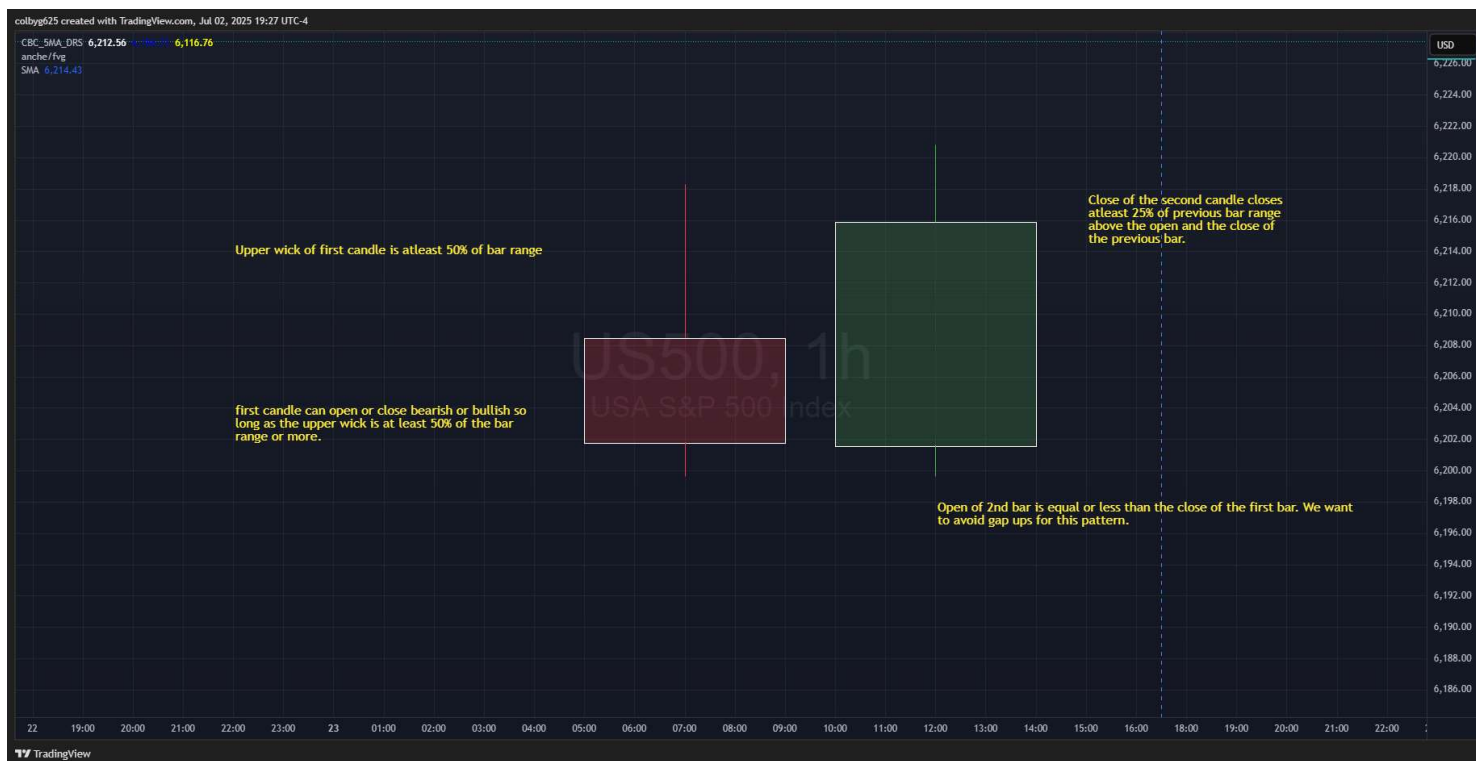 colbyg625 created with TradingView.com, Jul 02, 2025 19:27 UTC-4
CBC_5MA_DRS 6,212.56 6,116.76
anche/fvg
SMA 6,214.43
USD
6,226.00
6,224.00
6,222.00
6,220.00
6,218.00
6,216.00
6,214.00
6,212.00
6,210.00
6,208.00
6,206.00
6,204.00
6,202.00
6,200.00
6,198.00
6,196.00
6,194.00
6,192.00
6,190.00
6,188.00
6,186.00
Close of the second candle closes
atleast 25% of previous bar range
above the open and the close of
the previous bar.
Upper wick of first candle is atleast 50% of bar range
US500, 1h
USA S&P 500 Index
first candle can open or close bearish or bullish so
long as the upper wick is at least 50% of the bar
range or more.
Open of 2nd bar is equal or less than the close of the first bar. We want
to avoid gap ups for this pattern.
22 19:00 20:00 21:00 22:00 23:00 23 01:00 02:00 03:00 04:00 05:00 06:00 07:00 08:00 09:00 10:00 11:00 12:00 13:00 14:00 15:00 16:00 18:00 19:00 20:00 21:00 22:00
TradingView